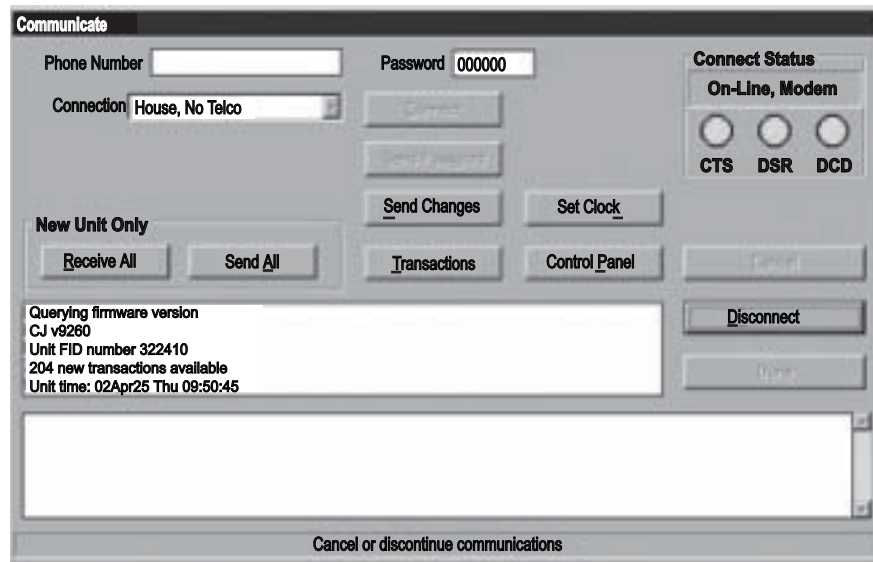 Communicate
Phone Number
Password 000000
Connect Status
On-Line, Modem
Connection House, No Telco
CTS DSR DCD
Send Changes
Set Clock
New Unit Only
Receive All
Send All
Transactions
Control Panel
Cancel
Querying firmware version
CJ v9260
Unit FID number 322410
204 new transactions available
Unit time: 02Apr25 Thu 09:50:45
Disconnect
Cancel or discontinue communications